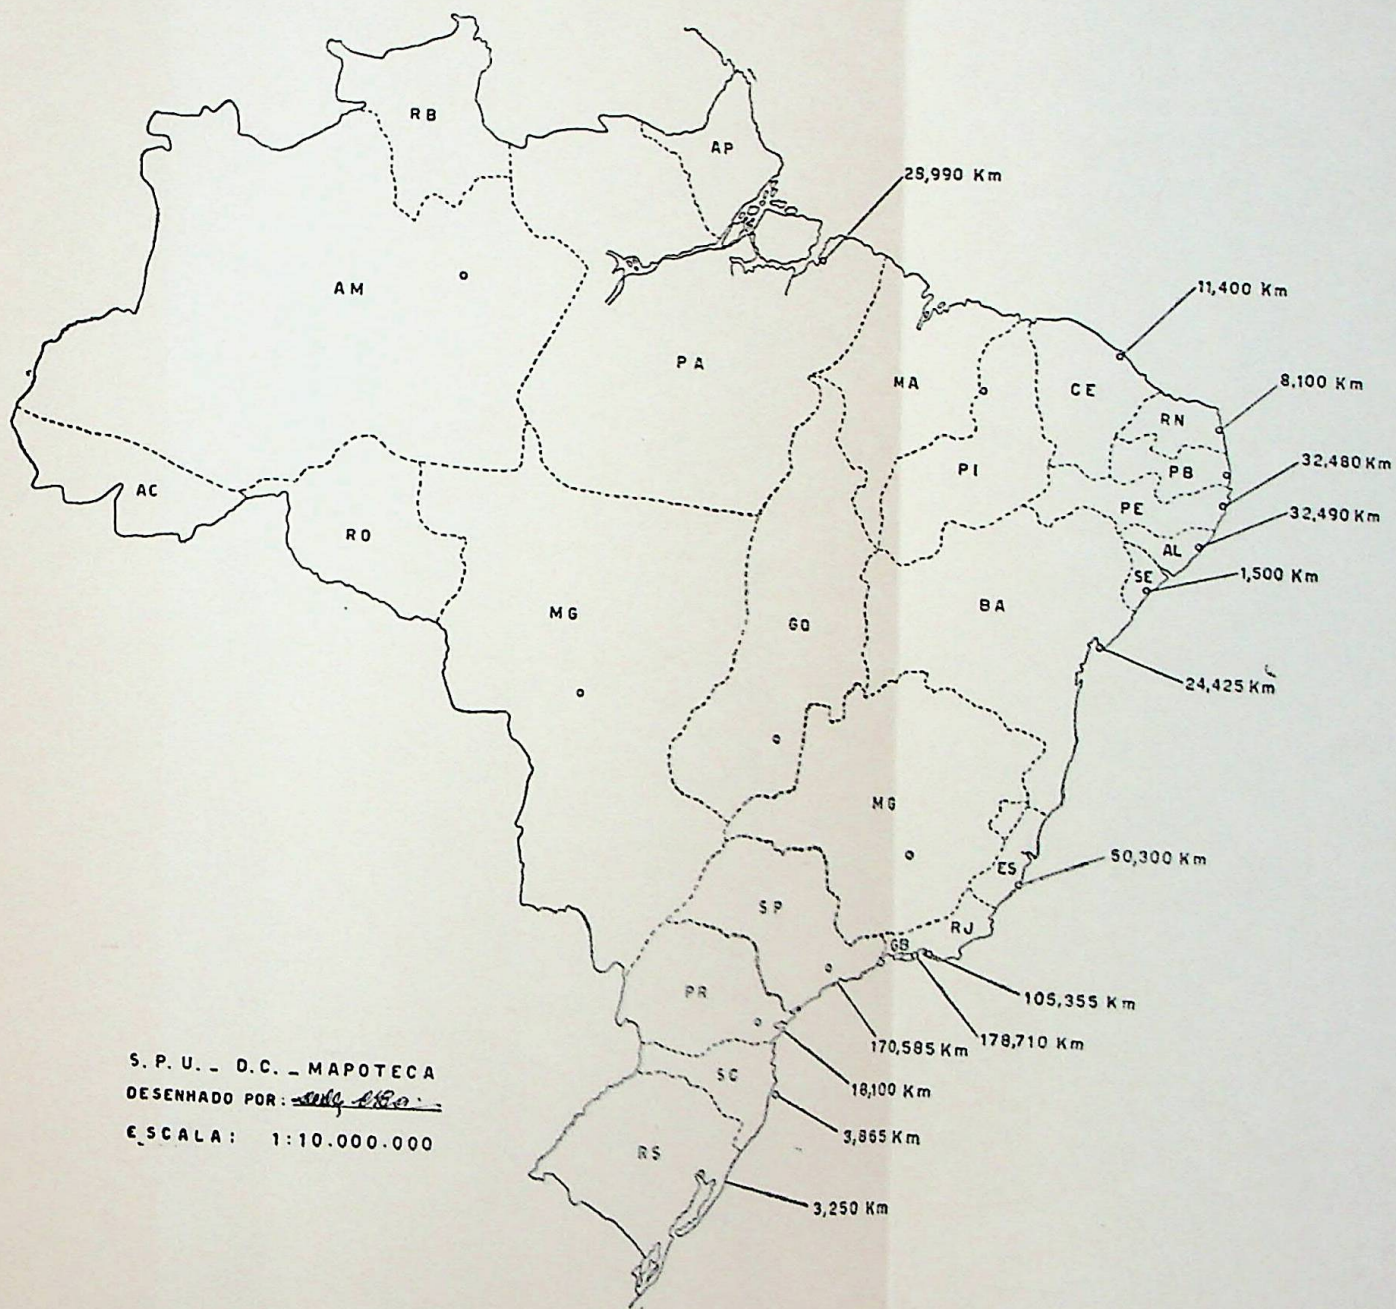 RB
AP
28,990 Km
AM
11,400 Km
PA
MA
CE
8,100 Km
RN
32,480 Km
PI
PB
AC
PE
32,490 Km
RO
AL
SE
1,500 Km
MG
GO
BA
24,425 Km
MG
50,300 Km
ES
SP
RJ
GB
PR
105,355 Km
178,710 Km
170,585 Km
S.P.U._ D.C._ MAPOTECA
SC
18,100 Km
DESENHADO POR:
3,865 Km
ESCALA: 1:10.000.000
RS
3,250 Km